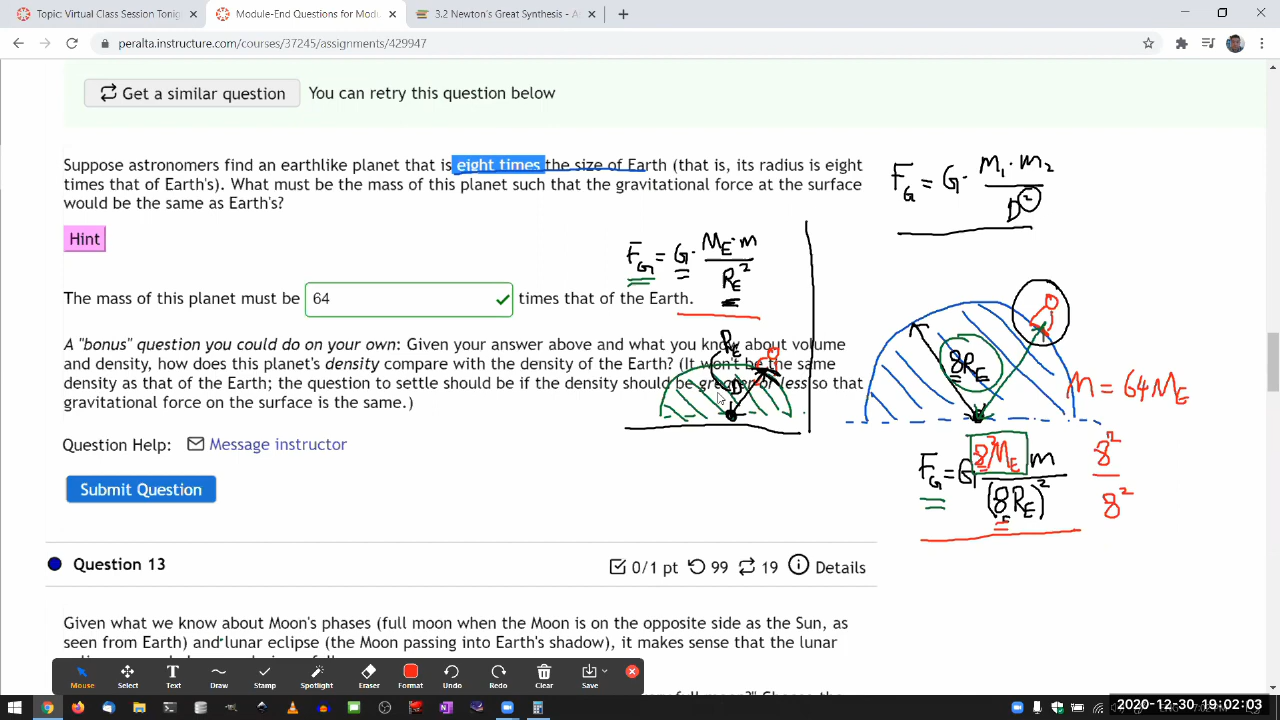 Topic: Virtual Class Session Tonig
Module-End Questions for Modu
3.2 Newton's Great Synthesis - A
peralta.instructure.com/courses/37245/assignments/429947
Get a similar question
You can retry this question below
Suppose astronomers find an earthlike planet that is eight times the size of Earth (that is, its radius is eight
times that of Earth's). What must be the mass of this planet such that the gravitational force at the surface
would be the same as Earth's?
F_G = G · M₁ · M₂ / D²
Hint
F_G = G · M_E · m / R_E²
The mass of this planet must be 64 times that of the Earth.
A "bonus" question you could do on your own: Given your answer above and what you know about volume
and density, how does this planet's density compare with the density of the Earth? (It won't be the same
density as that of the Earth; the question to settle should be if the density should be greater or less so that
gravitational force on the surface is the same.)
R_E
D
8R_E
m = 64M_E
F_G = G 8²M_E m / (8R_E)²
8² / 8²
Question Help: Message instructor
Submit Question
Question 13
0/1 pt 99 19 Details
Given what we know about Moon's phases (full moon when the Moon is on the opposite side as the Sun, as
seen from Earth) and lunar eclipse (the Moon passing into Earth's shadow), it makes sense that the lunar
Mouse Select Text Draw Stamp Spotlight Eraser Format Undo Redo Clear Save
2020-12-30 19:02:03